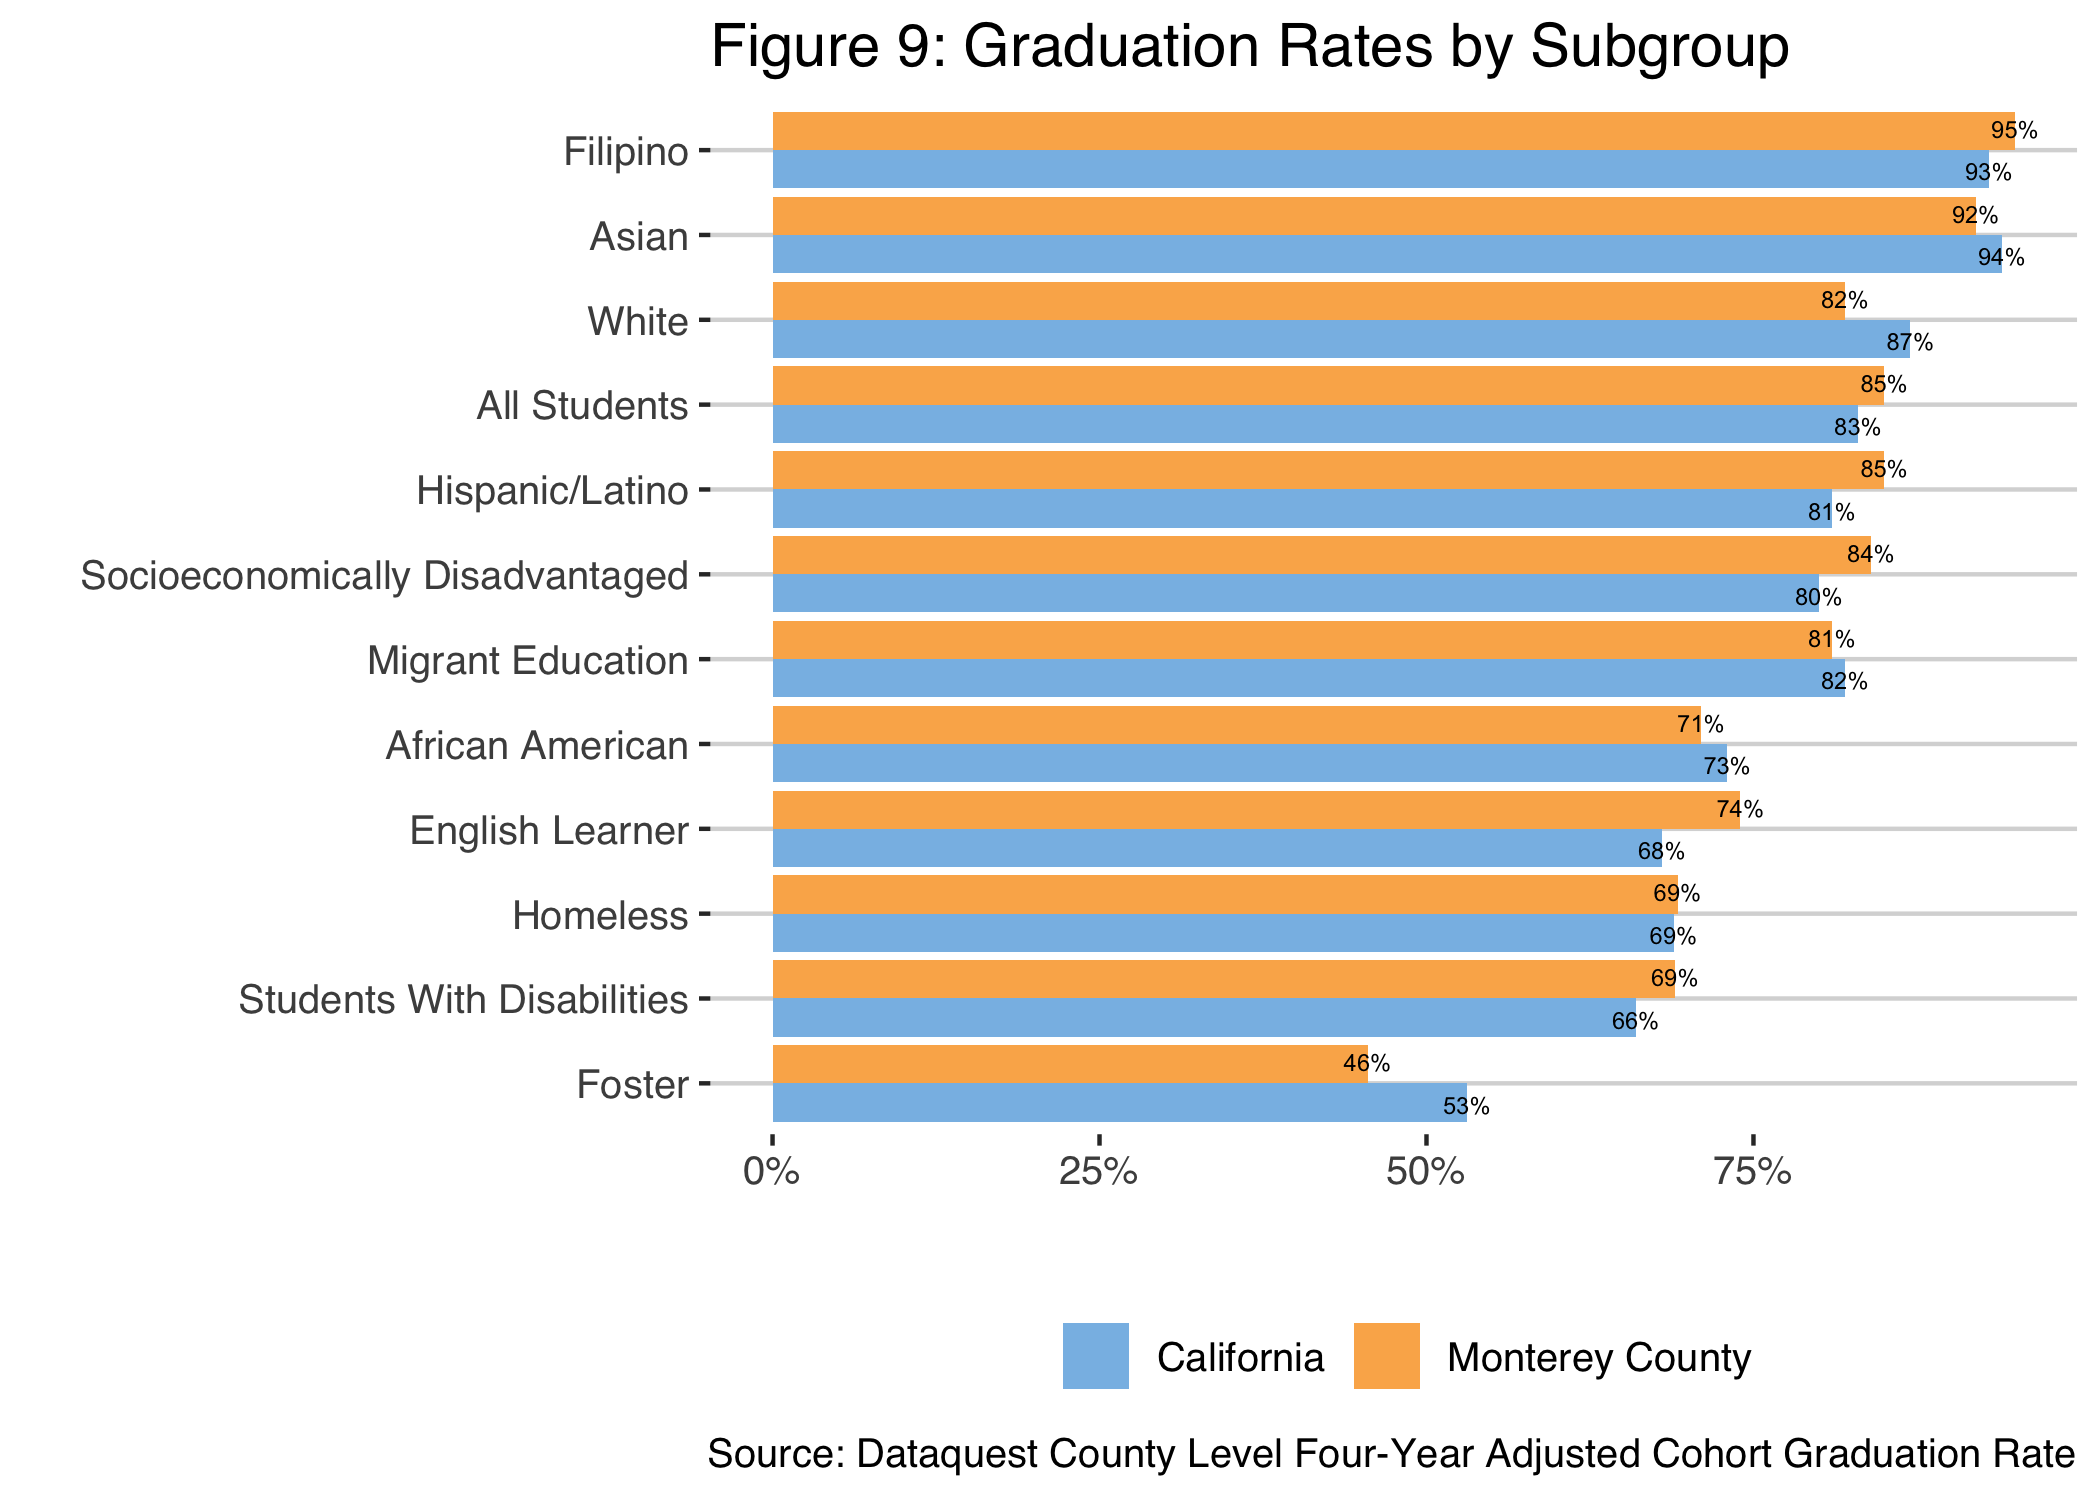 Figure 9: Graduation Rates by Subgroup
Filipino
95%
93%
Asian
92%
94%
White
82%
87%
All Students
85%
83%
Hispanic/Latino
85%
81%
Socioeconomically Disadvantaged
84%
80%
Migrant Education
81%
82%
African American
71%
73%
English Learner
74%
68%
Homeless
69%
69%
Students With Disabilities
69%
66%
Foster
46%
53%
0% 25% 50% 75%
California Monterey County
Source: Dataquest County Level Four-Year Adjusted Cohort Graduation Rate